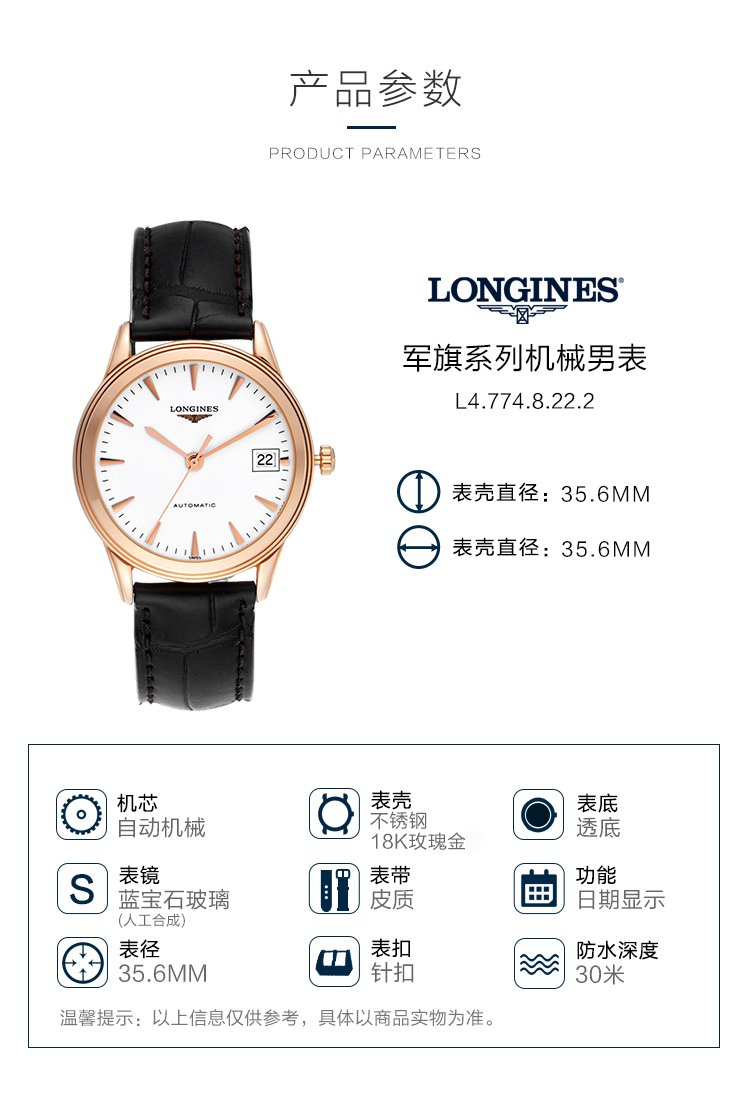 产品参数
PRODUCT PARAMETERS
LONGINES®
军旗系列机械男表
L4.774.8.22.2
LONGINES
22
AUTOMATIC
SWISS
表壳直径：35.6MM
表壳直径：35.6MM
机芯
自动机械
表壳
不锈钢
18K玫瑰金
表底
透底
S
表镜
蓝宝石玻璃
(人工合成)
表带
皮质
功能
日期显示
表径
35.6MM
表扣
针扣
防水深度
30米
温馨提示：以上信息仅供参考，具体以商品实物为准。